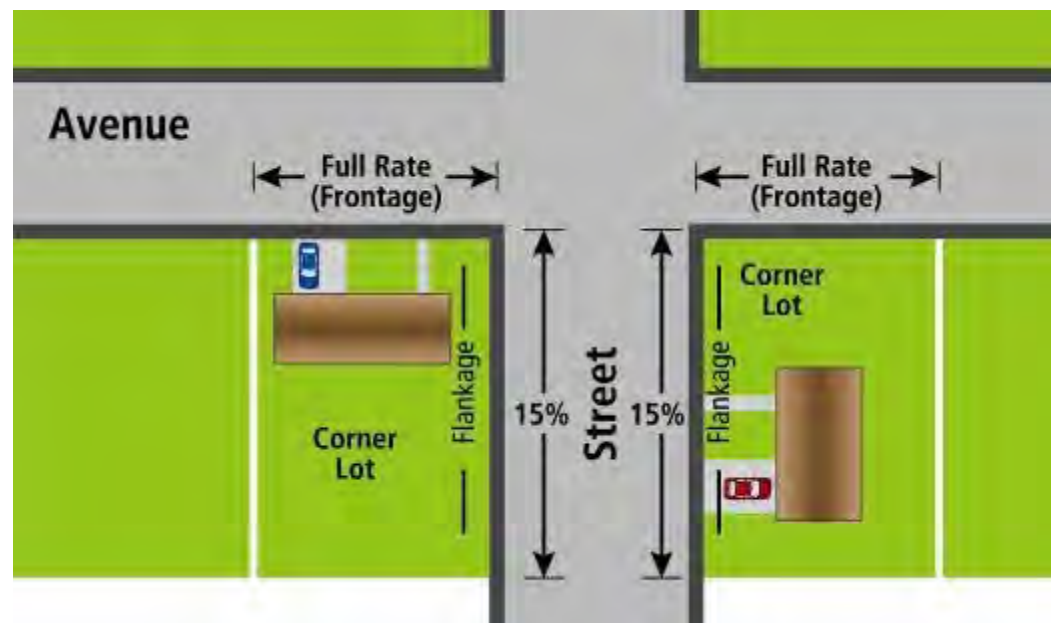 Avenue
Full Rate
(Frontage)
Full Rate
(Frontage)
Corner
Lot
Flankage
15%
Street
15%
Flankage
Corner
Lot